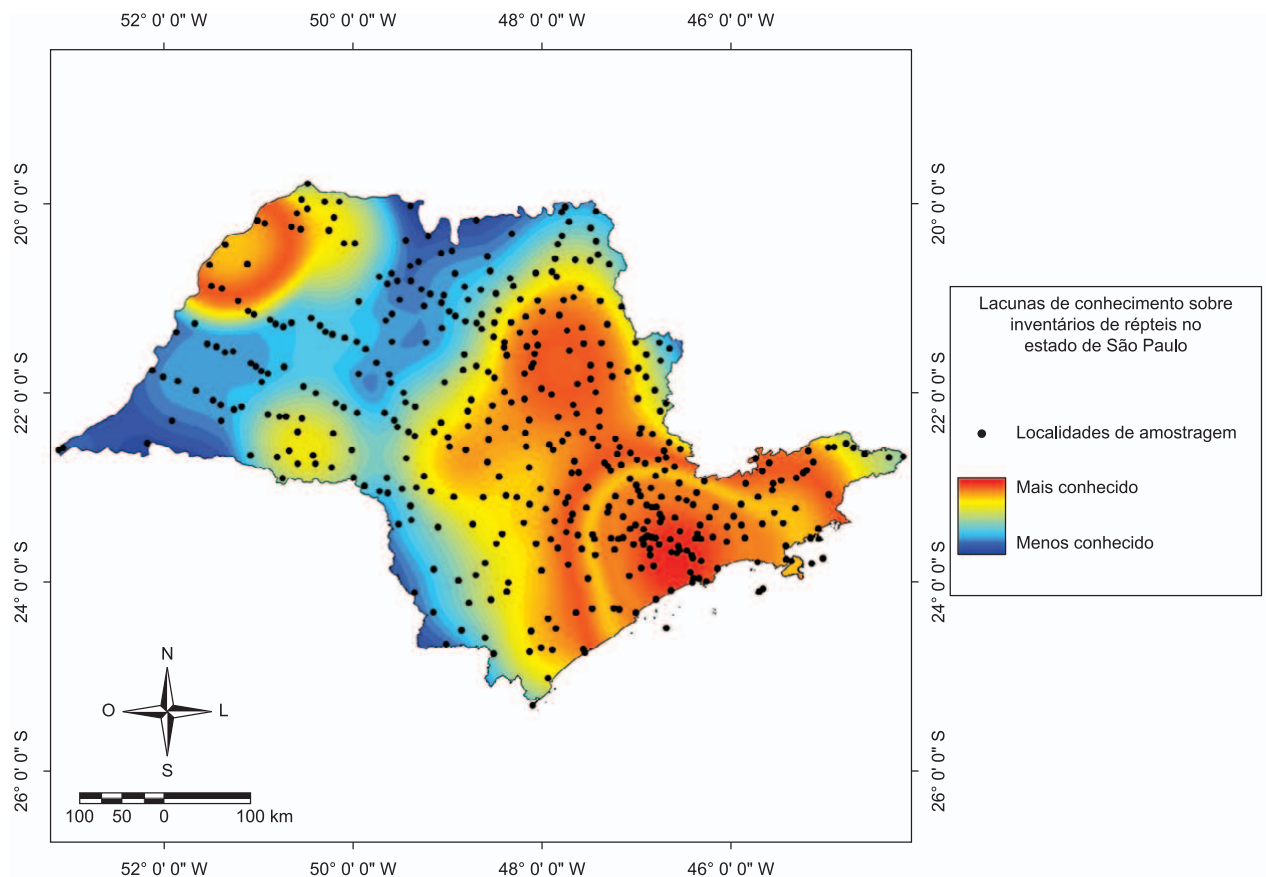 52° 0' 0" W
50° 0' 0" W
48° 0' 0" W
46° 0' 0" W
20° 0' 0" S
22° 0' 0" S
24° 0' 0" S
26° 0' 0" S
20° 0' 0" S
22° 0' 0" S
24° 0' 0" S
26° 0' 0" S
Lacunas de conhecimento sobre
inventários de répteis no
estado de São Paulo
Localidades de amostragem
Mais conhecido
Menos conhecido
N
O
L
S
100 50 0 100 km
52° 0' 0" W
50° 0' 0" W
48° 0' 0" W
46° 0' 0" W